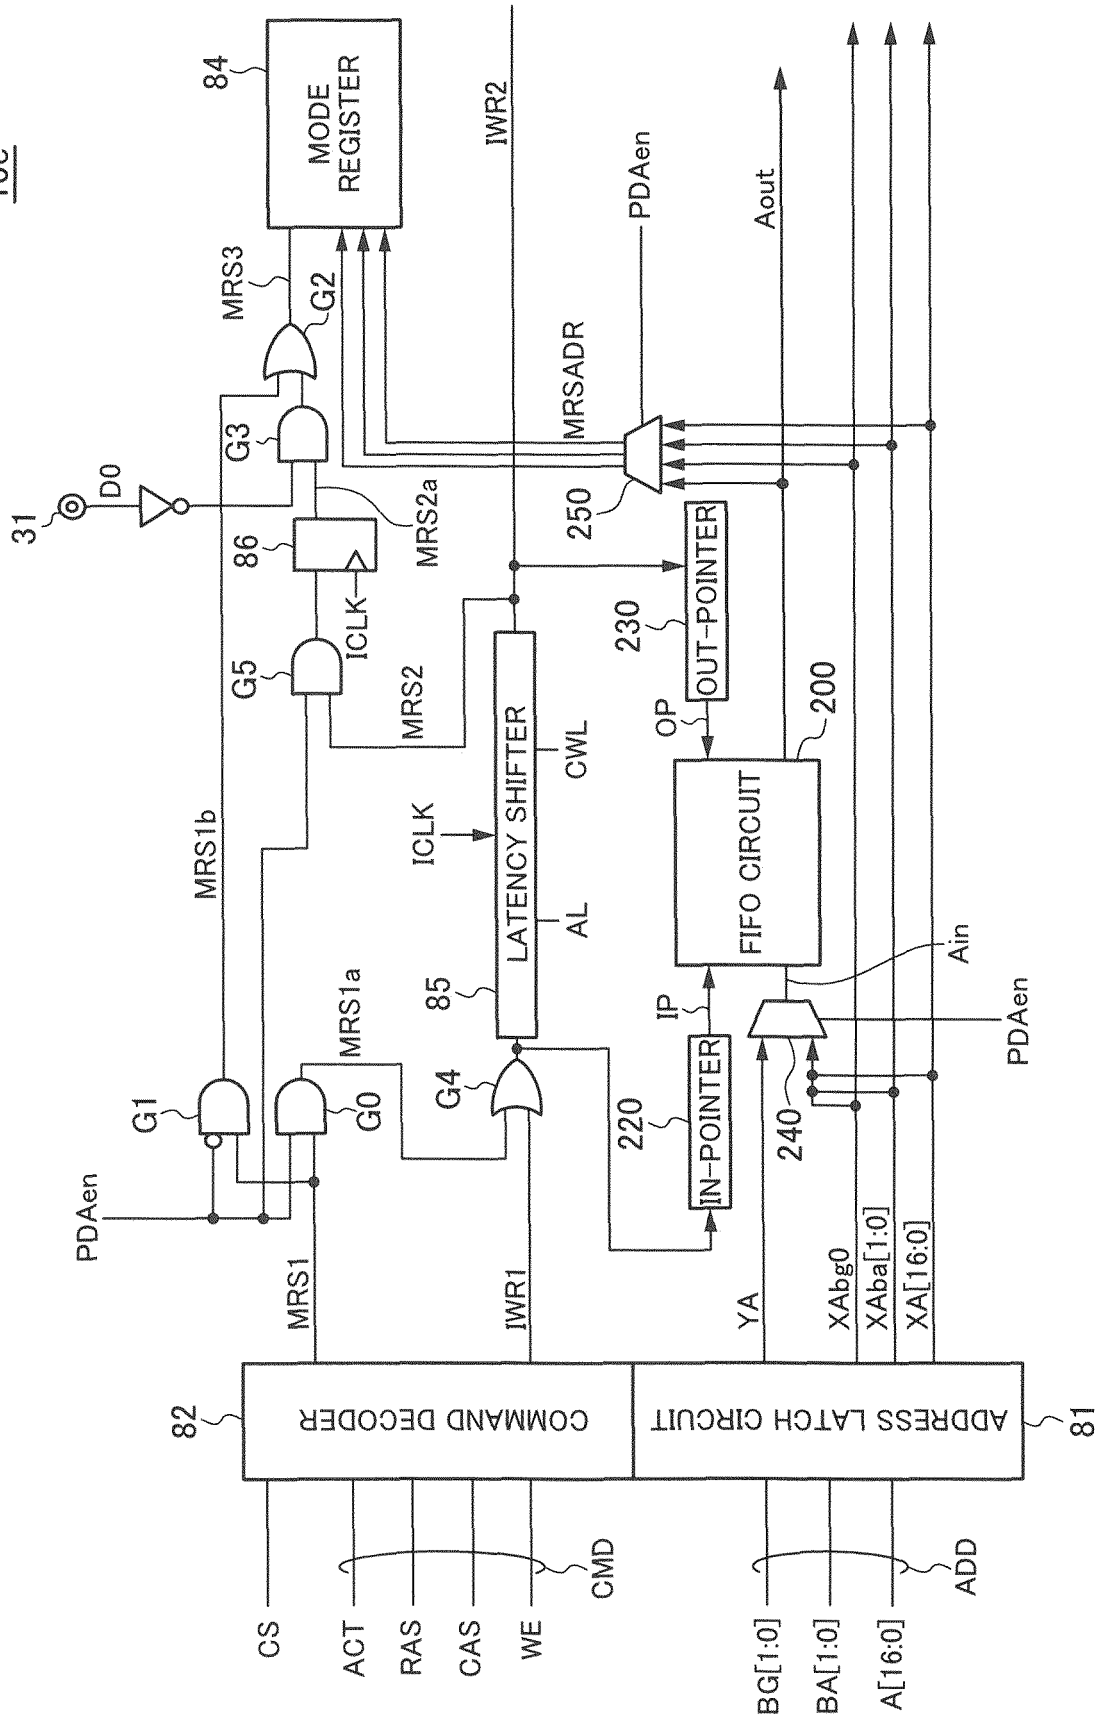 CS
ACT
RAS
CAS
WE
CMD
BG[1:0]
BA[1:0]
A[16:0]
ADD
82
COMMAND DECODER
ADDRESS LATCH CIRCUIT
81
PDAen
MRS1
IWR1
YA
XAbg0
XAba[1:0]
XA[16:0]
G1
G0
MRS1a
MRS1b
G4
220
IN-POINTER
IP
240
PDAen
Ain
85
LATENCY SHIFTER
AL
CWL
ICLK
FIFO CIRCUIT
200
OP
230
OUT-POINTER
MRS2
G5
ICLK
86
MRS2a
31
D0
G3
G2
MRS3
84
MODE
REGISTER
250
MRSADR
PDAen
Aout
IWR2